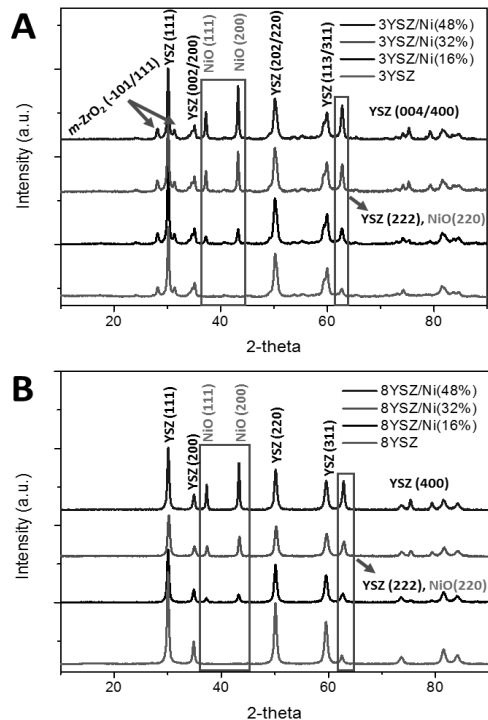 A
3YSZ/Ni(48%)
3YSZ/Ni(32%)
3YSZ/Ni(16%)
3YSZ
m-ZrO₂ (-101/111)
YSZ (111)
YSZ (002/200)
NiO (111)
NiO (200)
YSZ (202/220)
YSZ (113/311)
YSZ (004/400)
YSZ (222), NiO(220)
Intensity (a.u.)
20 40 60 80
2-theta
B
8YSZ/Ni(48%)
8YSZ/Ni(32%)
8YSZ/Ni(16%)
8YSZ
YSZ (111)
YSZ (200)
NiO (111)
NiO (200)
YSZ (220)
YSZ (311)
YSZ (400)
YSZ (222), NiO(220)
Intensity (a.u.)
20 40 60 80
2-theta